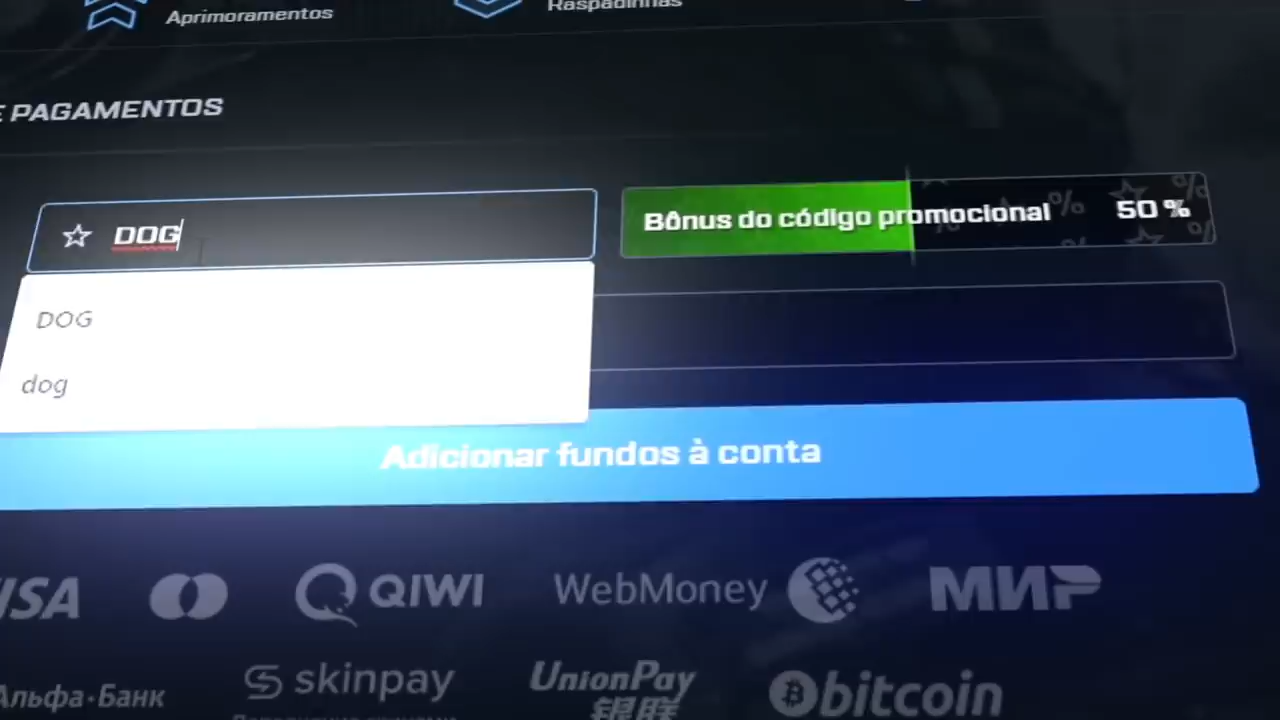 Aprimoramentos
Raspadinhas
E PAGAMENTOS
DOG
Bônus do código promocional
50 %
DOG
dog
Adicionar fundos à conta
VISA
QIWI
WebMoney
МИР
Альфа·Банк
skinpay
UnionPay
银联
bitcoin